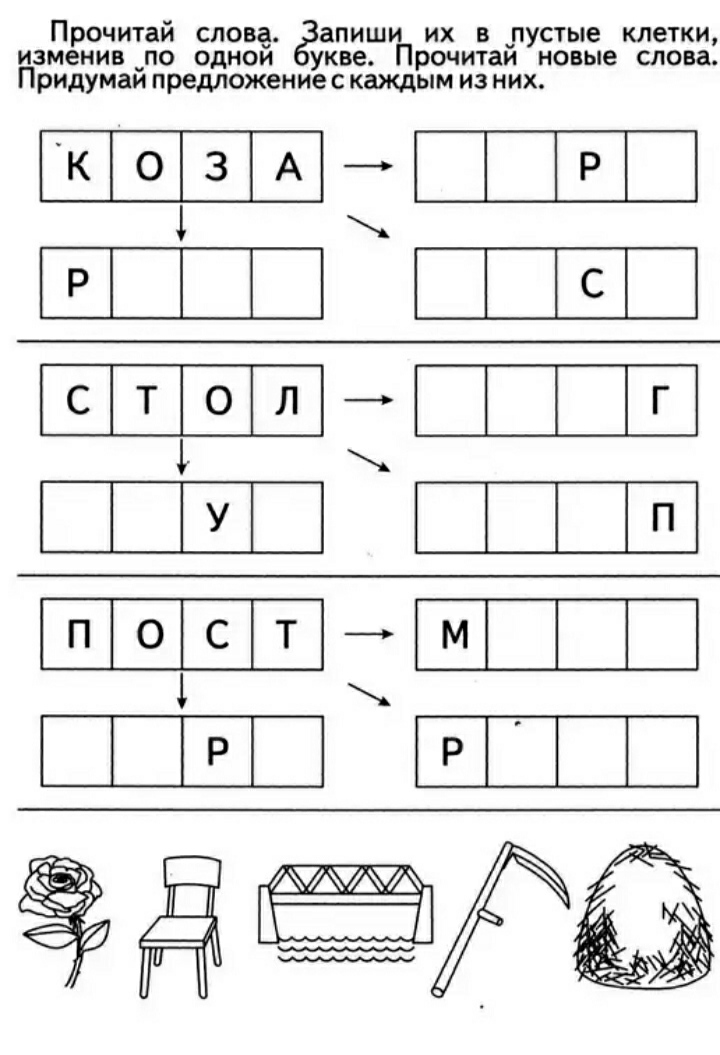 Прочитай слова. Запиши их в пустые клетки,
изменив по одной букве. Прочитай новые слова.
Придумай предложение с каждым из них.
К О З А Р
Р С
С Т О Л Г
У П
П О С Т М
Р Р